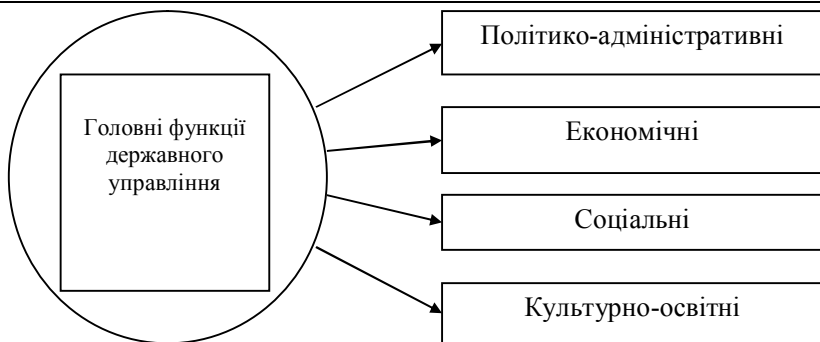 Головні функції
державного
управління
Політико-адміністративні
Економічні
Соціальні
Культурно-освітні